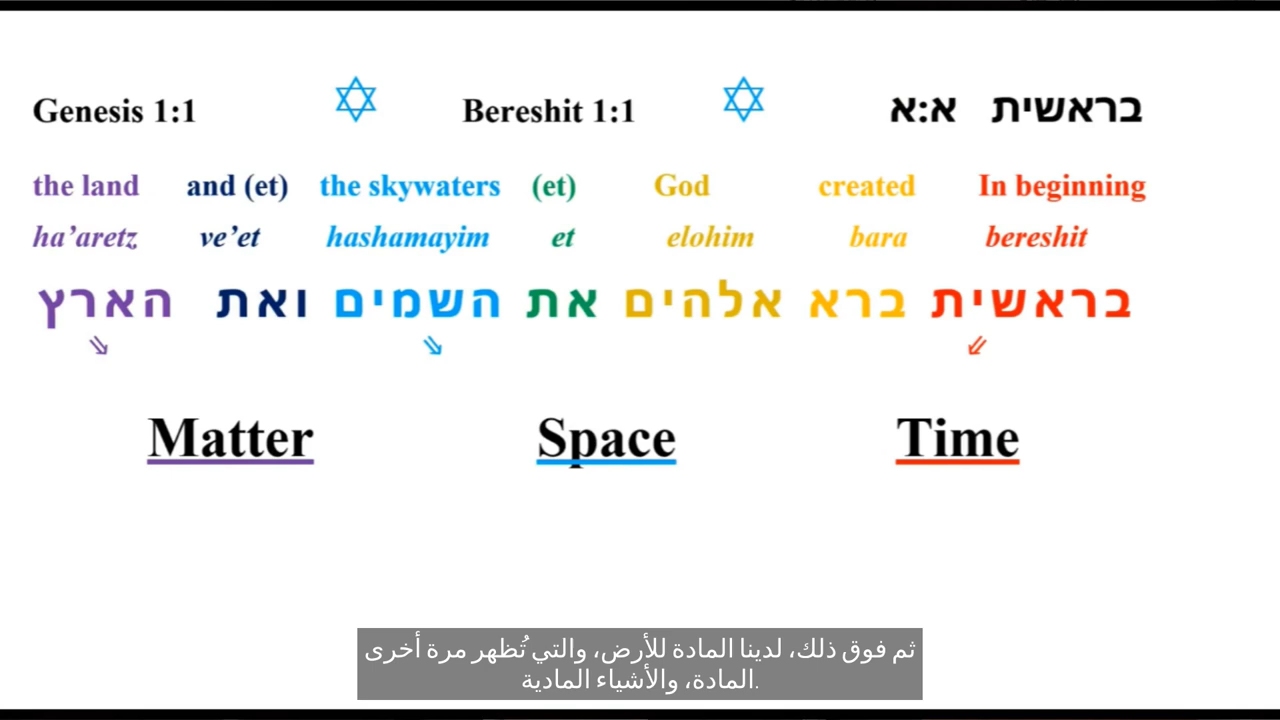 Genesis 1:1 ✡ Bereshit 1:1 ✡ בראשית א:א
the land and (et) the skywaters (et) God created In beginning
ha’aretz ve’et hashamayim et elohim bara bereshit
בראשית ברא אלהים את השמים ואת הארץ
Matter Space Time
ثم فوق ذلك، لدينا المادة للأرض، والتي تُظهر مرة أخرى
المادة، والأشياء المادية.